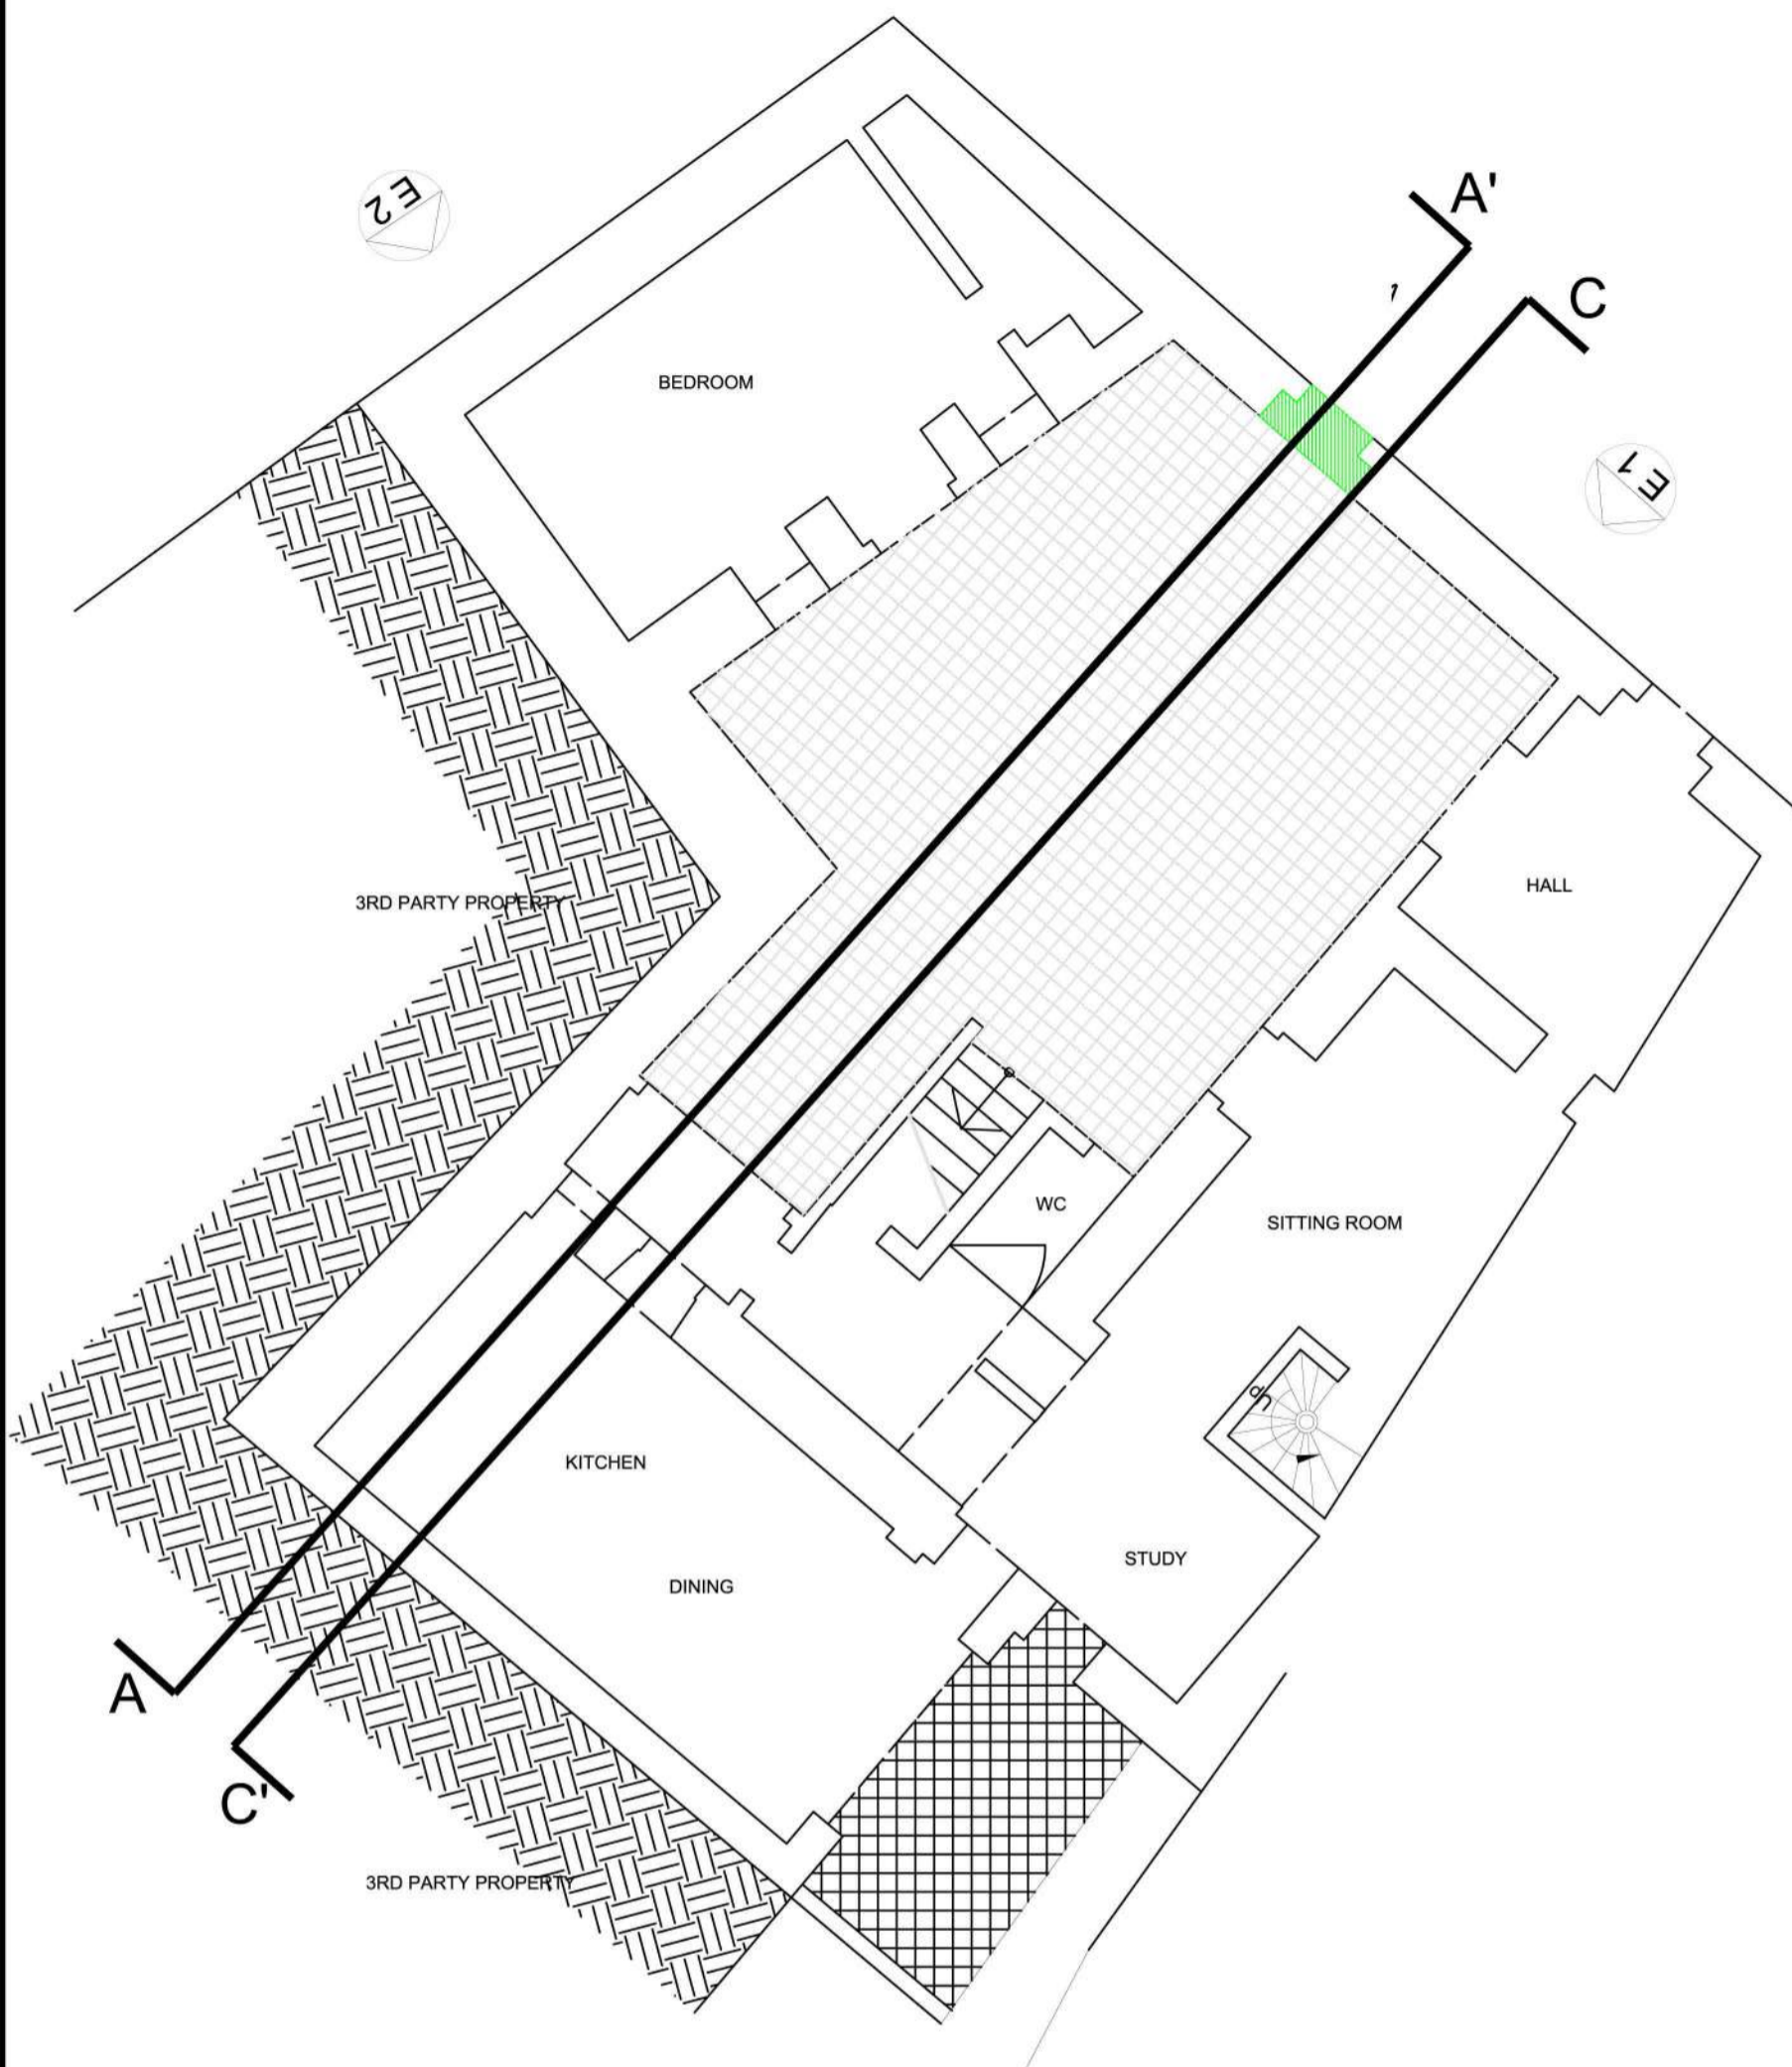 E 2
A'
C
BEDROOM
E 1
HALL
3RD PARTY PROPERTY
WC
SITTING ROOM
up
KITCHEN
STUDY
DINING
A
C'
3RD PARTY PROPERTY